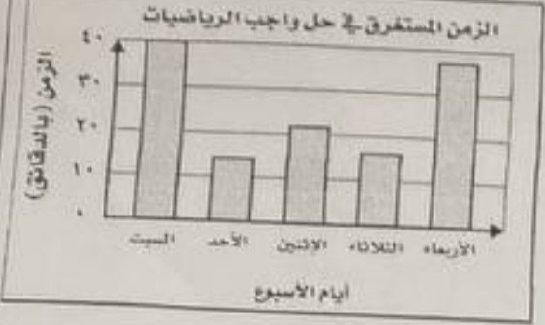 الزمن المستغرق في حل واجب الرياضيات
الزمن (بالدقائق)
٤٠
٣٠
٢٠
١٠
٠
السبت الأحد الإثنين الثلاثاء الأربعاء
أيام الأسبوع